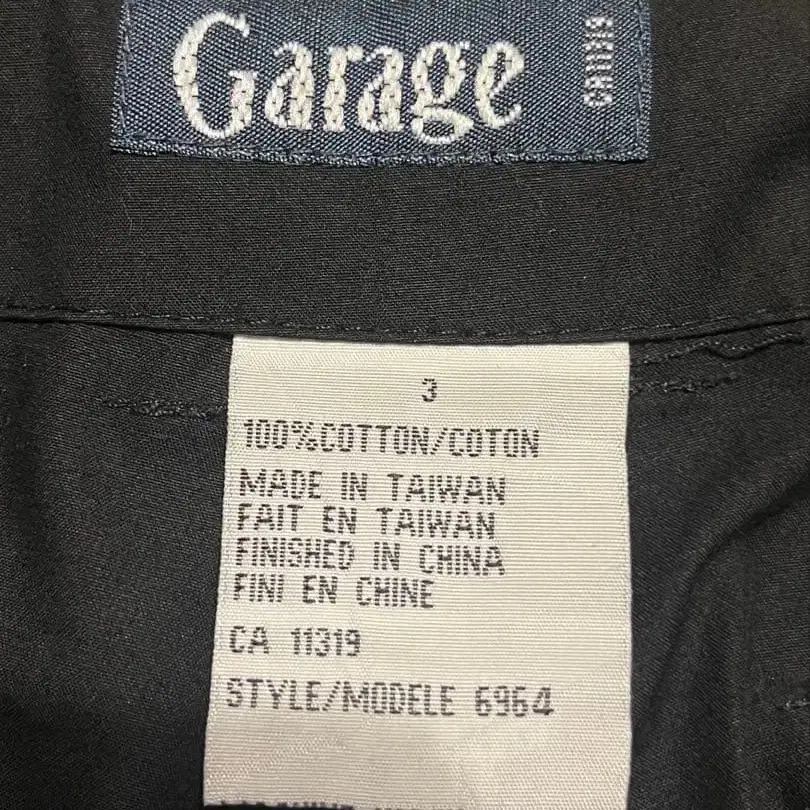 Garage
3
100%COTTON/COTON
MADE IN TAIWAN
FAIT EN TAIWAN
FINISHED IN CHINA
FINI EN CHINE
CA 11319
STYLE/MODELE 6964